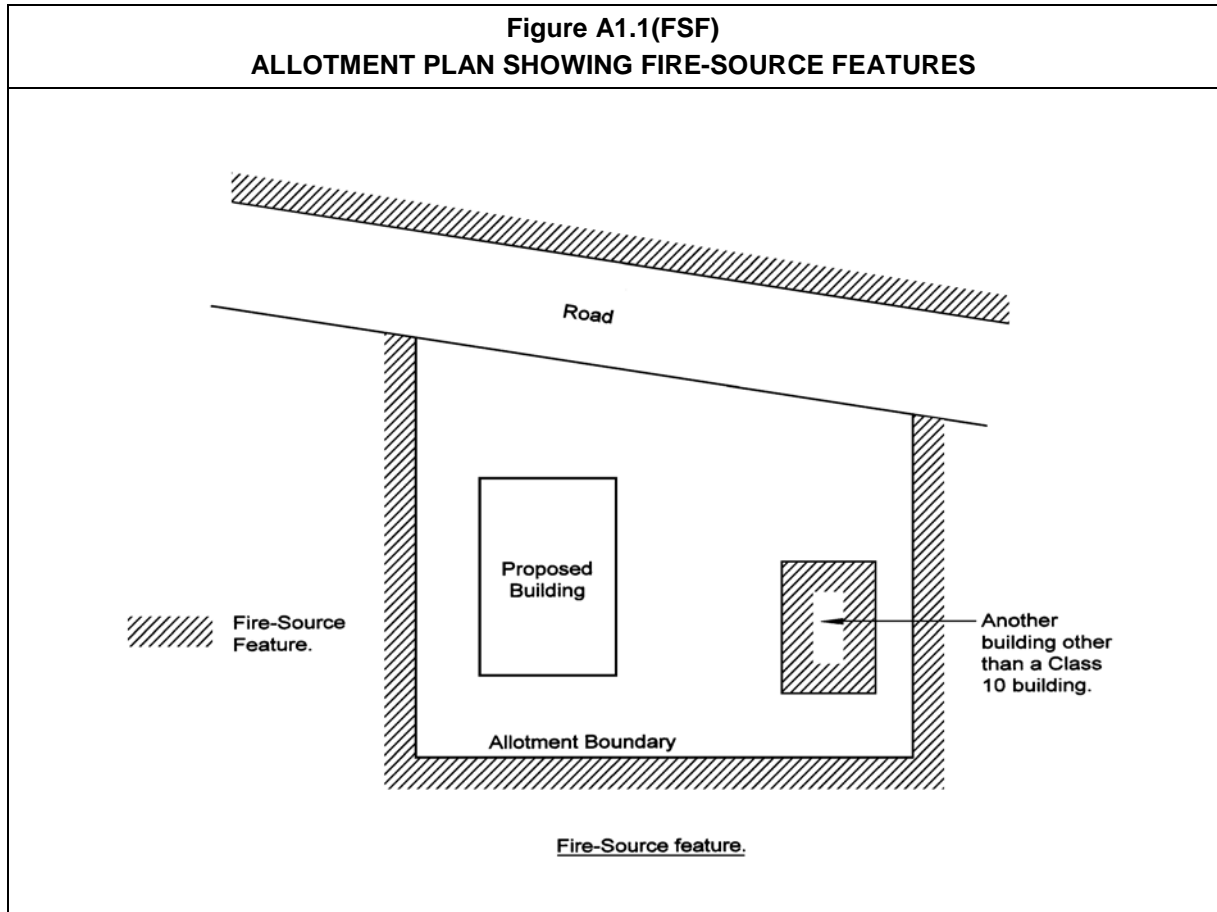 Figure A1.1(FSF)
ALLOTMENT PLAN SHOWING FIRE-SOURCE FEATURES
Road
Proposed
Building
Fire-Source
Feature.
Another
building other
than a Class
10 building.
Allotment Boundary
Fire-Source feature.